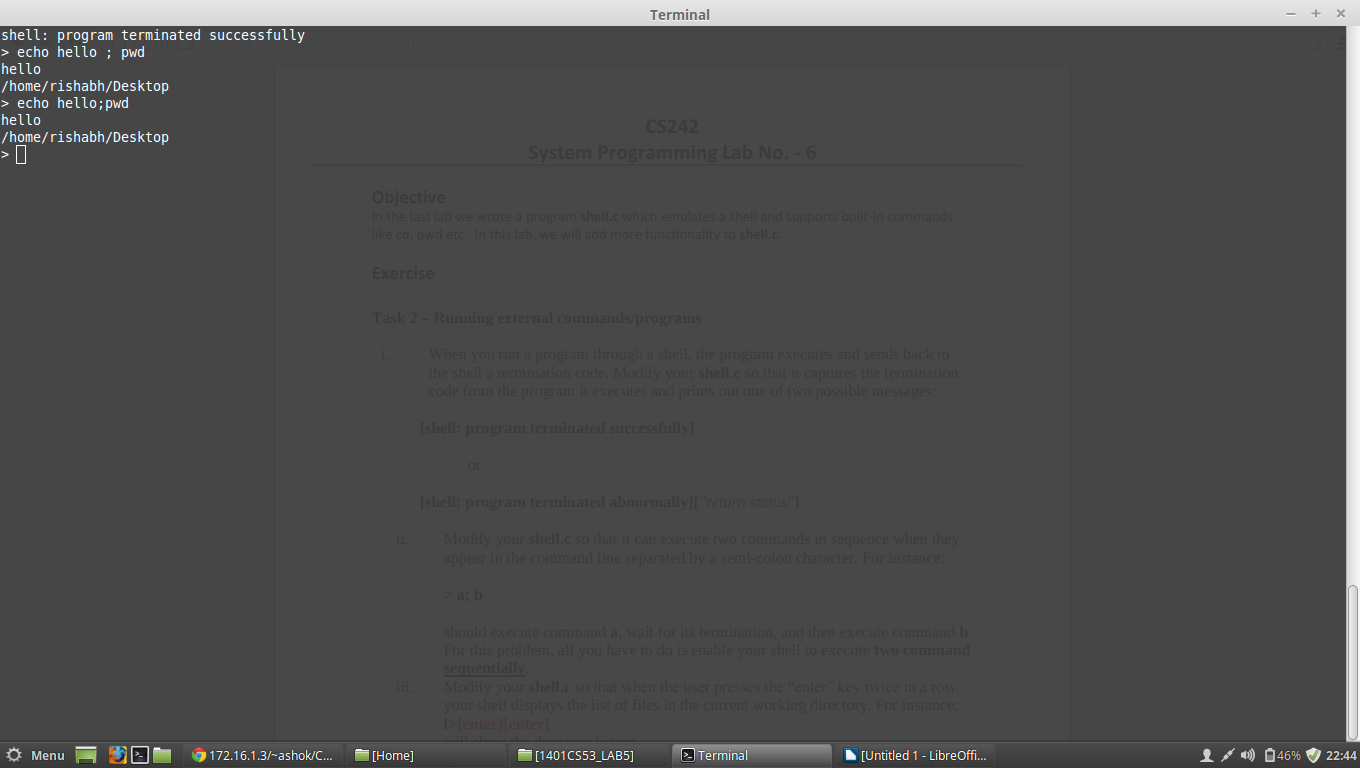 Terminal
shell: program terminated successfully
> echo hello ; pwd
hello
/home/rishabh/Desktop
> echo hello;pwd
hello
/home/rishabh/Desktop
>
CS242
System Programming Lab No. - 6
Objective
In the last lab we wrote a program shell.c which emulates a shell and supports built-in commands
like cd, pwd etc. In this lab, we will add more functionality to shell.c.
Exercise
Task 2 – Running external commands/programs
i. When you run a program through a shell, the program executes and sends back to
the shell a termination code. Modify your shell.c so that it captures the termination
code from the program it executes and prints out one of two possible messages:
[shell: program terminated successfully]
or
[shell: program terminated abnormally]["return status"]
ii. Modify your shell.c so that it can execute two commands in sequence when they
appear in the command line separated by a semi-colon character. For instance:
> a; b
should execute command a, wait for its termination, and then execute command b.
For this problem, all you have to do is enable your shell to execute two command
sequentially.
iii. Modify your shell.c so that when the user presses the "enter" key twice in a row,
your shell displays the list of files in the current working directory. For instance:
1>[enter][enter]
Menu 172.16.1.3/~ashok/C... [Home] [1401CS53_LAB5] Terminal [Untitled 1 - LibreOffi... 46% 22:44